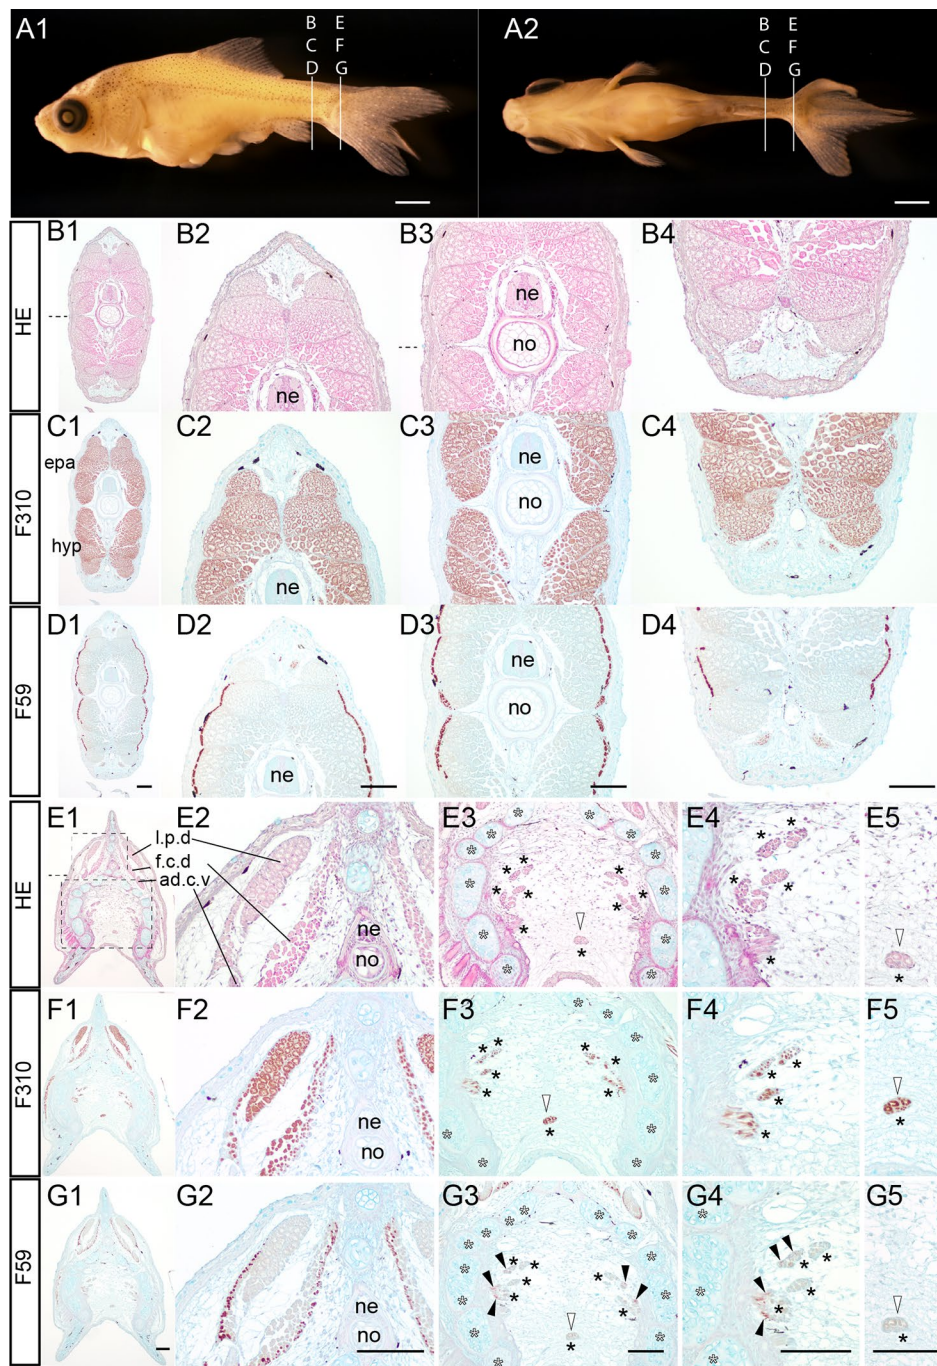 A1
B
C
D
E
F
G
A2
B
C
D
E
F
G
HE
B1
B2
ne
B3
ne
no
B4
F310
C1
epa
hyp
C2
ne
C3
ne
no
C4
F59
D1
D2
ne
D3
ne
no
D4
HE
E1
l.p.d
f.c.d
ad.c.v
E2
ne
no
E3
* * * * * * *
E4
* * * * *
E5
*
F310
F1
F2
ne
no
F3
* * * * * * *
F4
* * * *
F5
*
F59
G1
G2
ne
no
G3
* * * * * * *
G4
* * * *
G5
*